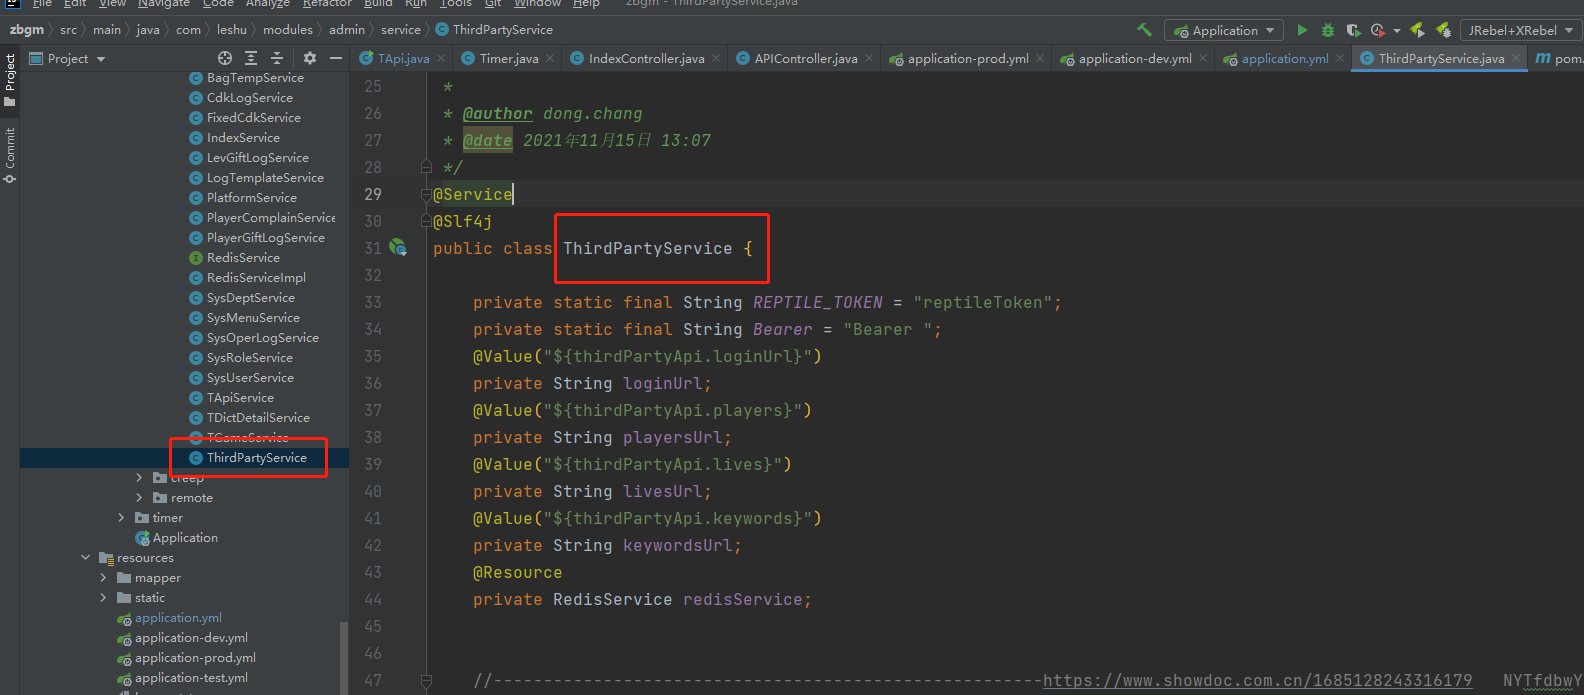 File Edit View Navigate Code Analyze Refactor Build Run Tools Git Window Help zbgm - ThirdPartyService.java
zbgm src main java com leshu modules admin service ThirdPartyService
Application
JRebel+XRebel
Project
TApi.java Timer.java IndexController.java APIController.java application-prod.yml application-dev.yml application.yml ThirdPartyService.java pom.
Project
Commit
BagTempService
CdkLogService
FixedCdkService
IndexService
LevGiftLogService
LogTemplateService
PlatformService
PlayerComplainService
PlayerGiftLogService
RedisService
RedisServiceImpl
SysDeptService
SysMenuService
SysOperLogService
SysRoleService
SysUserService
TApiService
TDictDetailService
TGameService
ThirdPartyService
creep
remote
timer
Application
resources
mapper
static
application.yml
application-dev.yml
application-prod.yml
application-test.yml
25 *
26 * @author dong.chang
27 * @date 2021年11月15日 13:07
28 */
29 @Service
30 @Slf4j
31 public class ThirdPartyService {
32
33 private static final String REPTILE_TOKEN = "reptileToken";
34 private static final String Bearer = "Bearer ";
35 @Value("${thirdPartyApi.loginUrl}")
36 private String loginUrl;
37 @Value("${thirdPartyApi.players}")
38 private String playersUrl;
39 @Value("${thirdPartyApi.lives}")
40 private String livesUrl;
41 @Value("${thirdPartyApi.keywords}")
42 private String keywordsUrl;
43 @Resource
44 private RedisService redisService;
45
46
47 //-------------------------------------------------------https://www.showdoc.com.cn/1685128243316179 NYTfdbwY